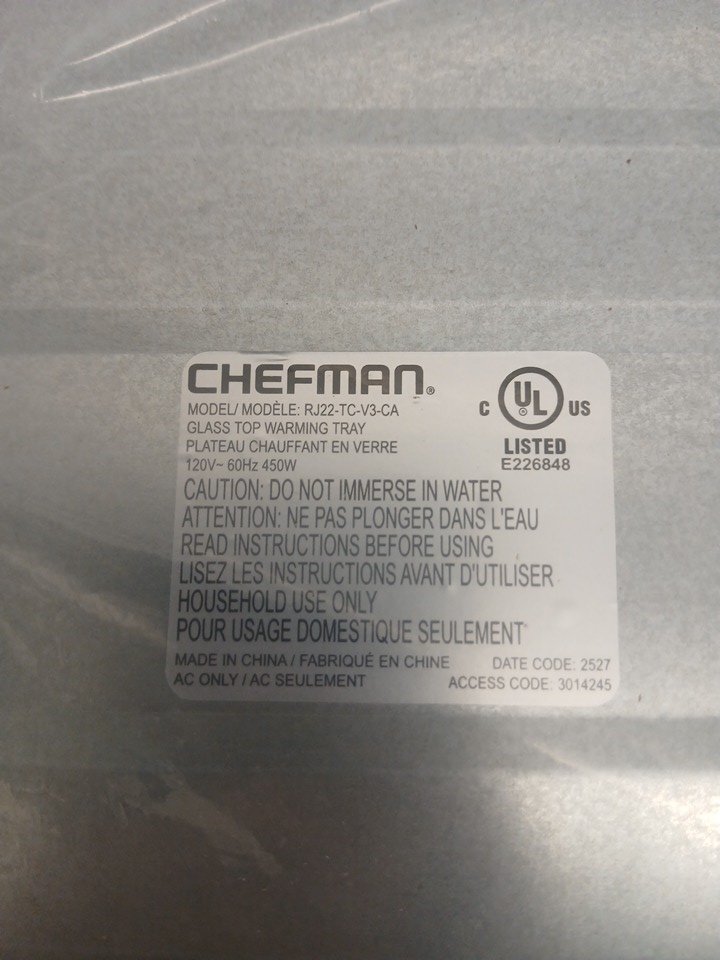 CHEFMAN®
MODEL/ MODÈLE: RJ22-TC-V3-CA
GLASS TOP WARMING TRAY
PLATEAU CHAUFFANT EN VERRE
120V~ 60Hz 450W
C UL® US
LISTED
E226848
CAUTION: DO NOT IMMERSE IN WATER
ATTENTION: NE PAS PLONGER DANS L'EAU
READ INSTRUCTIONS BEFORE USING
LISEZ LES INSTRUCTIONS AVANT D'UTILISER
HOUSEHOLD USE ONLY
POUR USAGE DOMESTIQUE SEULEMENT
MADE IN CHINA / FABRIQUÉ EN CHINE DATE CODE: 2527
AC ONLY / AC SEULEMENT ACCESS CODE: 3014245